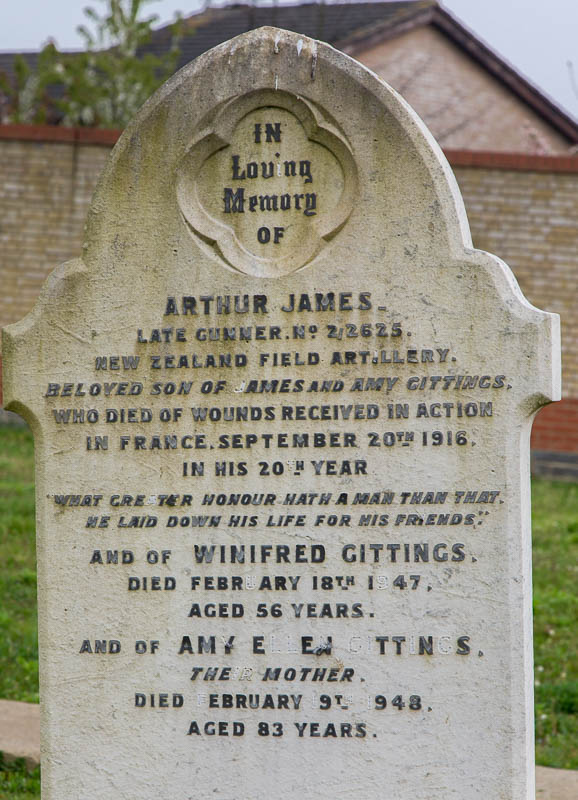 IN
Loving
Memory
OF
ARTHUR JAMES.
LATE GUNNER. Nº 2/2625.
NEW ZEALAND FIELD ARTILLERY.
BELOVED SON OF JAMES AND AMY GITTINGS,
WHO DIED OF WOUNDS RECEIVED IN ACTION
IN FRANCE, SEPTEMBER 20TH 1916,
IN HIS 20TH YEAR
"WHAT GREATER HONOUR HATH A MAN THAN THAT,
HE LAID DOWN HIS LIFE FOR HIS FRIENDS,"
AND OF WINIFRED GITTINGS,
DIED FEBRUARY 18TH 1947,
AGED 56 YEARS.
AND OF AMY ELLEN GITTINGS,
THEIR MOTHER.
DIED FEBRUARY 9TH 1948,
AGED 83 YEARS.